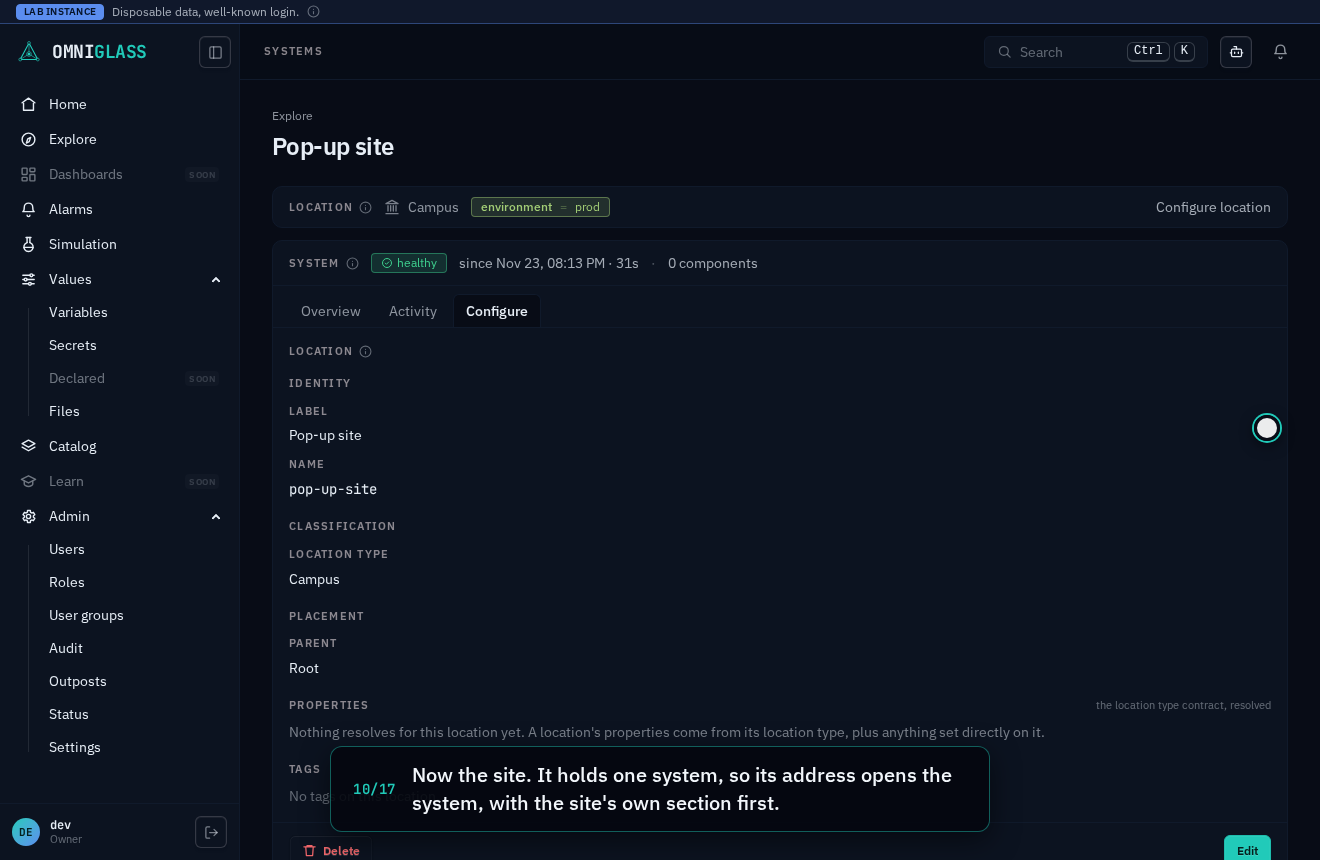 LAB INSTANCE Disposable data, well-known login.
OMNIGLASS
SYSTEMS
Search Ctrl K
Home
Explore
Dashboards SOON
Alarms
Simulation
Values
Variables
Secrets
Declared SOON
Files
Catalog
Learn SOON
Admin
Users
Roles
User groups
Audit
Outposts
Status
Settings
DE dev
Owner
Explore
Pop-up site
LOCATION Campus environment = prod Configure location
SYSTEM healthy since Nov 23, 08:13 PM · 31s · 0 components
Overview Activity Configure
LOCATION
IDENTITY
LABEL
Pop-up site
NAME
pop-up-site
CLASSIFICATION
LOCATION TYPE
Campus
PLACEMENT
PARENT
Root
PROPERTIES the location type contract, resolved
Nothing resolves for this location yet. A location's properties come from its location type, plus anything set directly on it.
TAGS
No tags on this location.
10/17 Now the site. It holds one system, so its address opens the
system, with the site's own section first.
Delete Edit